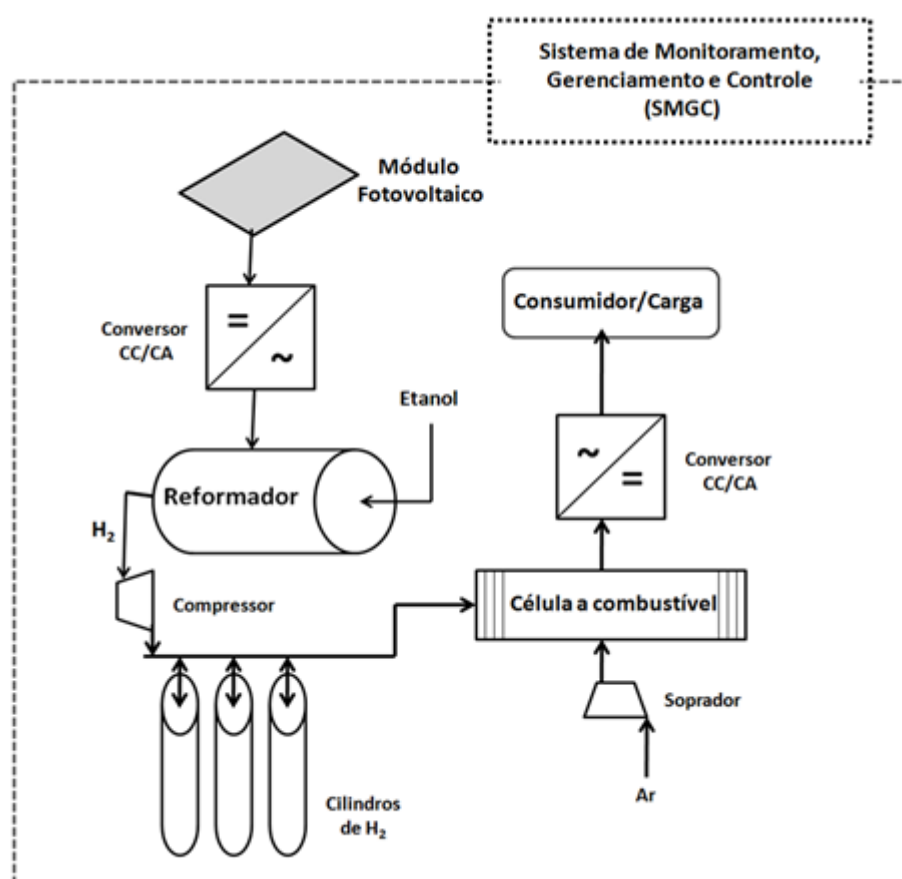 Sistema de Monitoramento,
Gerenciamento e Controle
(SMGC)
Módulo
Fotovoltaico
=
~
Conversor
CC/CA
Consumidor/Carga
Etanol
~
=
Conversor
CC/CA
Reformador
H₂
Compressor
Célula a combustível
Soprador
Ar
Cilindros
de H₂